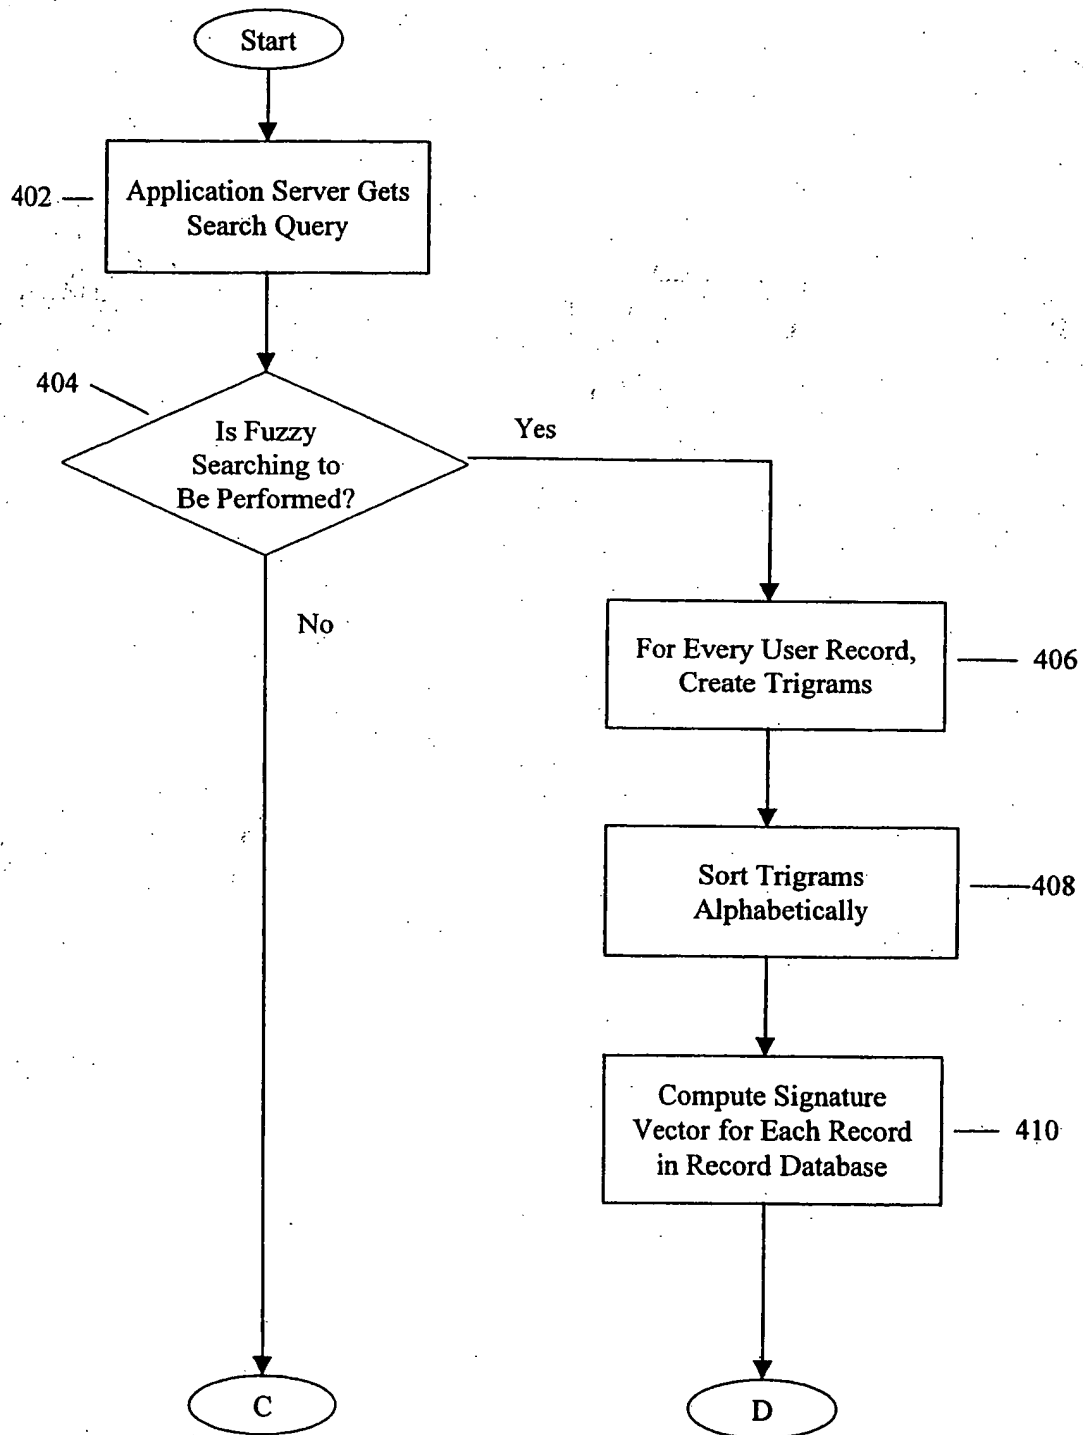 Start
402
Application Server Gets
Search Query
404
Is Fuzzy
Searching to
Be Performed?
Yes
No
For Every User Record,
Create Trigrams
406
Sort Trigrams
Alphabetically
408
Compute Signature
Vector for Each Record
in Record Database
410
C
D